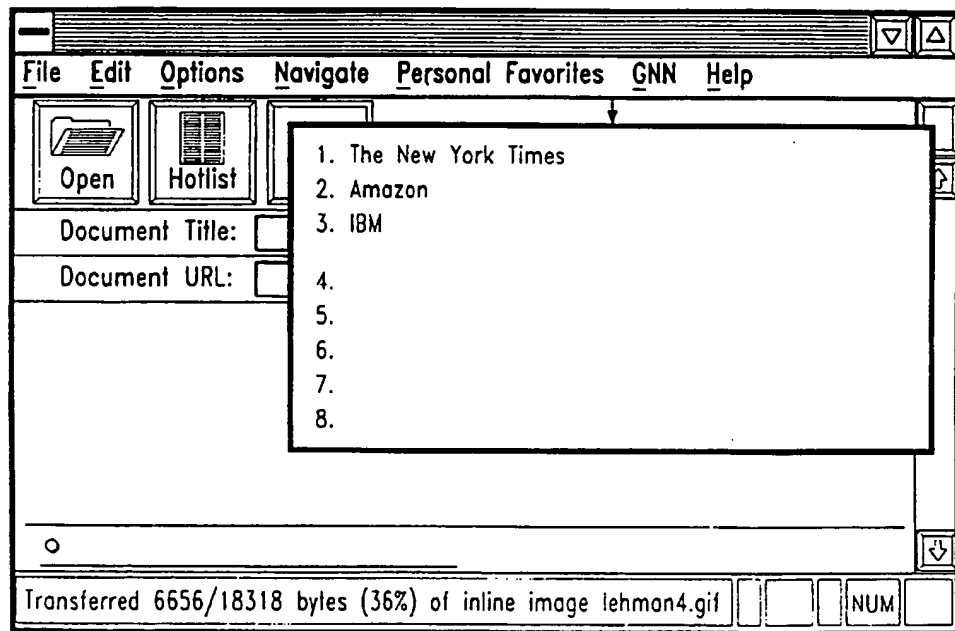 File Edit Options Navigate Personal Favorites GNN Help
Open Hotlist
1. The New York Times
2. Amazon
3. IBM
4.
5.
6.
7.
8.
Document Title:
Document URL:
Transferred 6656/18318 bytes (36%) of inline image lehman4.gif NUM